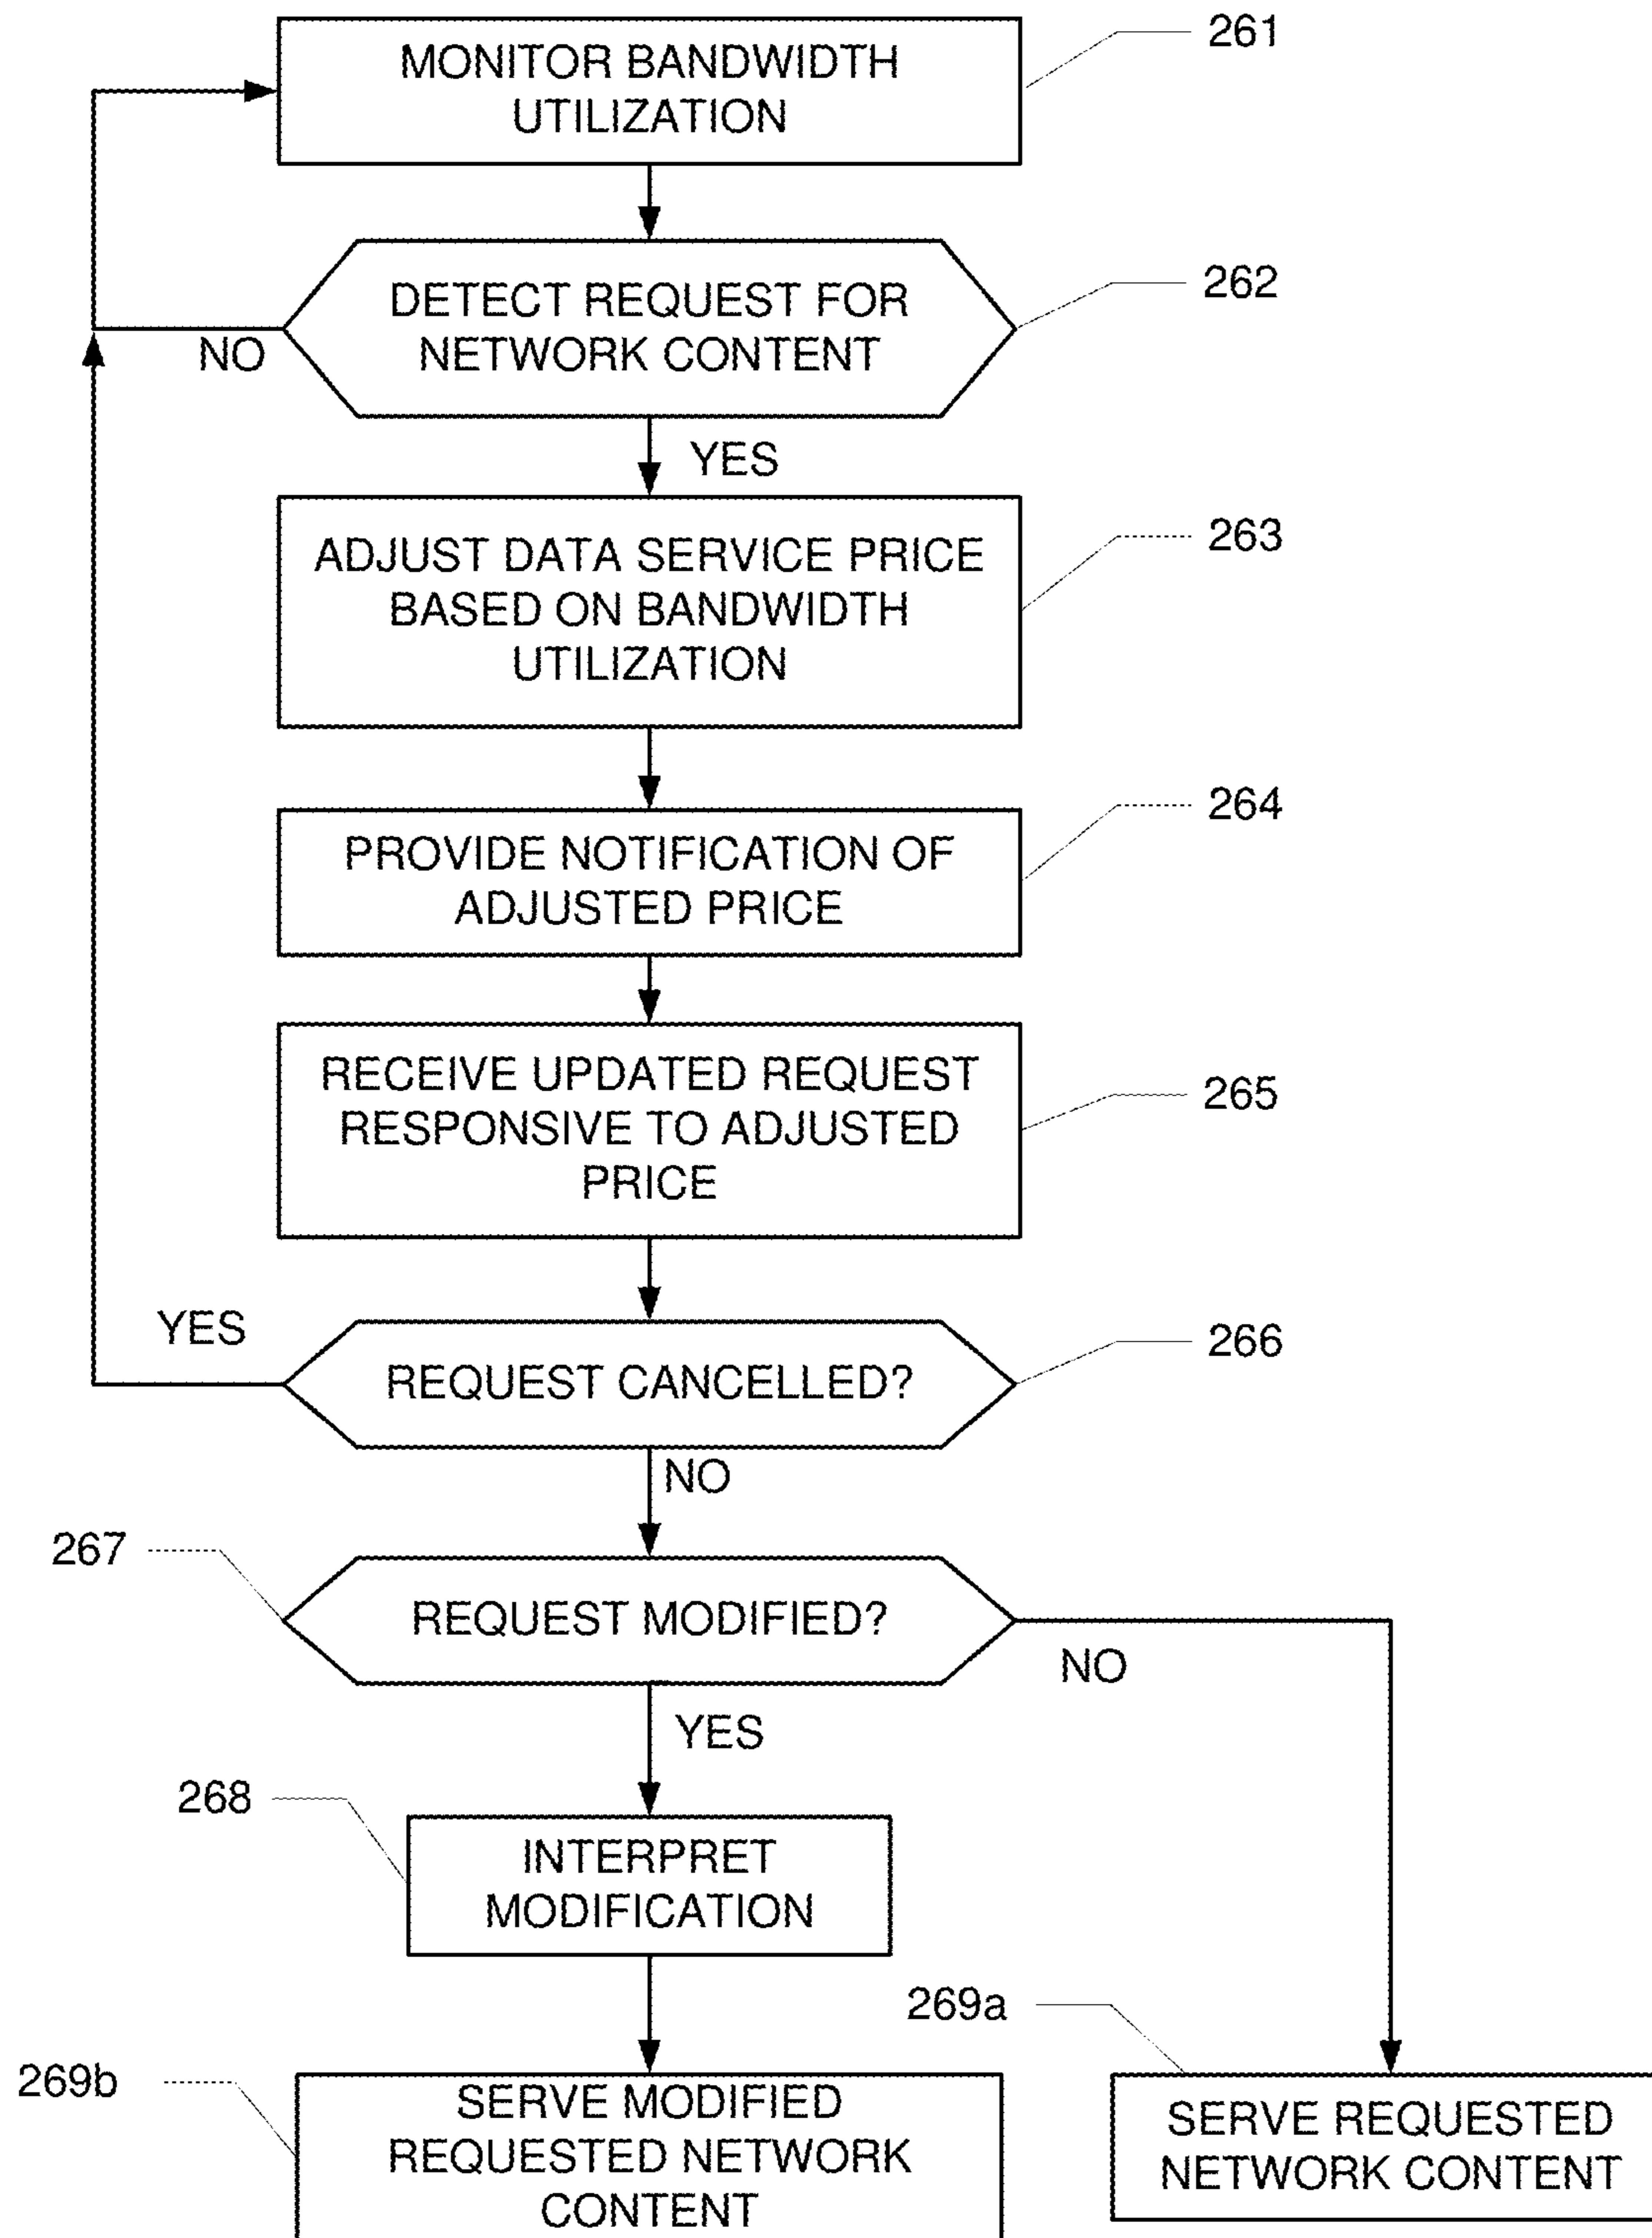 MONITOR BANDWIDTH
UTILIZATION
261
DETECT REQUEST FOR
NETWORK CONTENT
262
NO
YES
ADJUST DATA SERVICE PRICE
BASED ON BANDWIDTH
UTILIZATION
263
PROVIDE NOTIFICATION OF
ADJUSTED PRICE
264
RECEIVE UPDATED REQUEST
RESPONSIVE TO ADJUSTED
PRICE
265
YES
REQUEST CANCELLED?
266
NO
267
REQUEST MODIFIED?
NO
YES
268
INTERPRET
MODIFICATION
269a
269b
SERVE MODIFIED
REQUESTED NETWORK
CONTENT
SERVE REQUESTED
NETWORK CONTENT